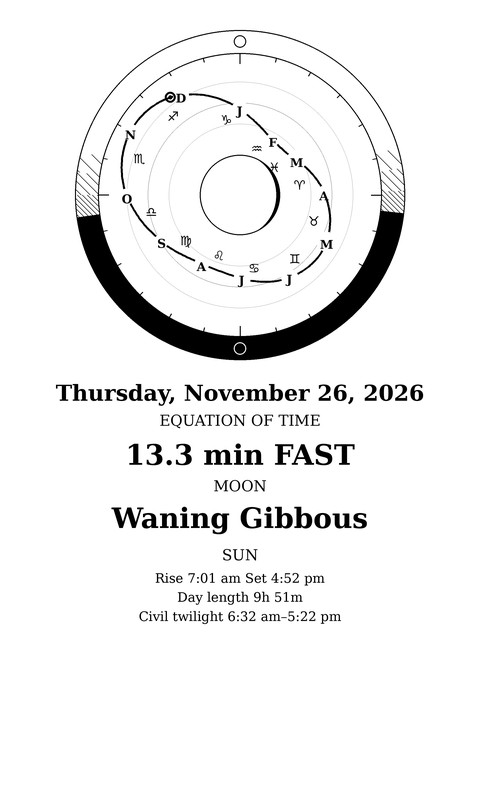 D
J
♐
♑
N
F
♒
♏
M
♓
♈
O
A
♎
♉
S
♍
M
♌
♊
A
♋
J
J
Thursday, November 26, 2026
EQUATION OF TIME
13.3 min FAST
MOON
Waning Gibbous
SUN
Rise 7:01 am Set 4:52 pm
Day length 9h 51m
Civil twilight 6:32 am–5:22 pm